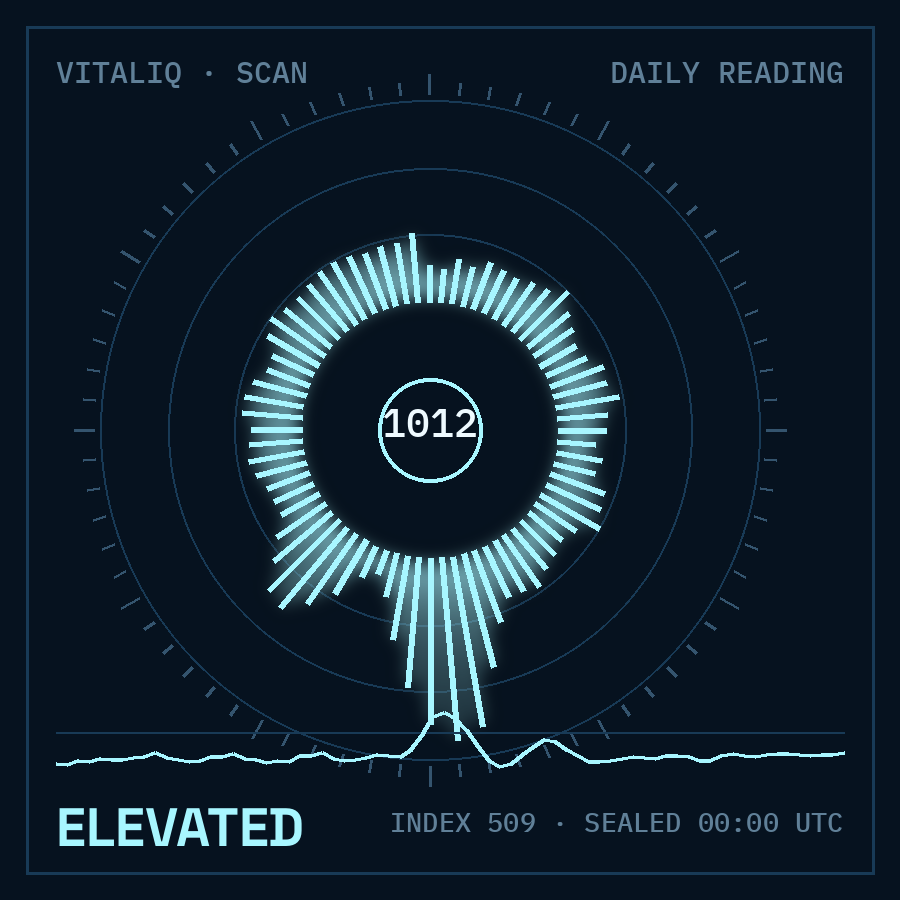 VITALIQ · SCAN
DAILY READING
1012
ELEVATED
INDEX 509 · SEALED 00:00 UTC